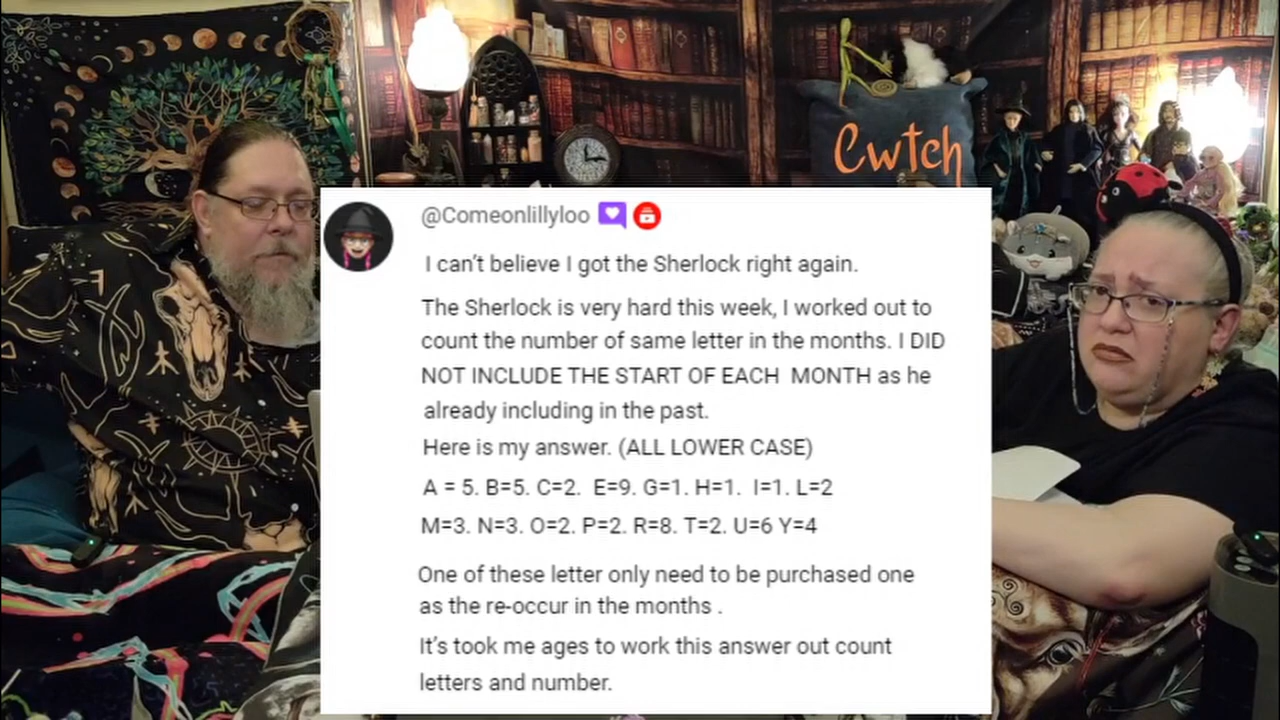 Cwtch
@Comeonlillyloo
I can't believe I got the Sherlock right again.
The Sherlock is very hard this week, I worked out to
count the number of same letter in the months. I DID
NOT INCLUDE THE START OF EACH MONTH as he
already including in the past.
Here is my answer. (ALL LOWER CASE)
A = 5. B=5. C=2. E=9. G=1. H=1. I=1. L=2
M=3. N=3. O=2. P=2. R=8. T=2. U=6 Y=4
One of these letter only need to be purchased one
as the re-occur in the months .
It's took me ages to work this answer out count
letters and number.